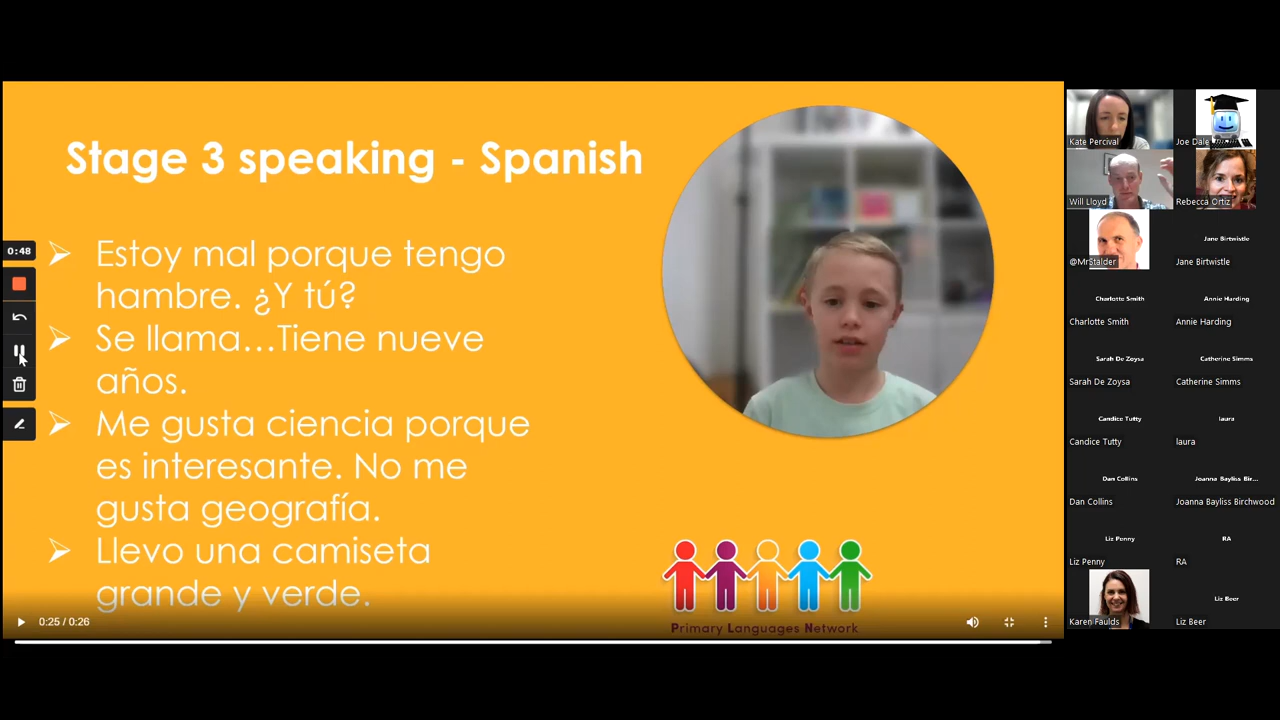 Stage 3 speaking - Spanish
Estoy mal porque tengo
hambre. ¿Y tú?
Se llama…Tiene nueve
años.
Me gusta ciencia porque
es interesante. No me
gusta geografía.
Llevo una camiseta
grande y verde.
Primary Languages Network
0:48
0:25 / 0:26
Kate Percival
Joe Dale
Will Lloyd
Rebecca Ortiz
@MrStalder
Jane Birtwistle
Jane Birtwistle
Charlotte Smith
Charlotte Smith
Annie Harding
Annie Harding
Sarah De Zoysa
Sarah De Zoysa
Catherine Simms
Catherine Simms
Candice Tutty
Candice Tutty
laura
laura
Dan Collins
Dan Collins
Joanna Bayliss Bir...
Joanna Bayliss Birchwood
Liz Penny
Liz Penny
RA
RA
Karen Faulds
Liz Beer
Liz Beer